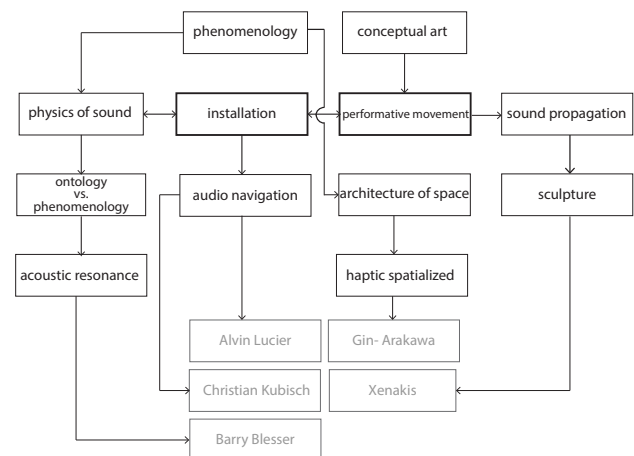 phenomenology
conceptual art
physics of sound
installation
performative movement
sound propagation
ontology
vs.
phenomenology
audio navigation
architecture of space
sculpture
acoustic resonance
haptic spatialized
Alvin Lucier
Gin- Arakawa
Christian Kubisch
Xenakis
Barry Blesser